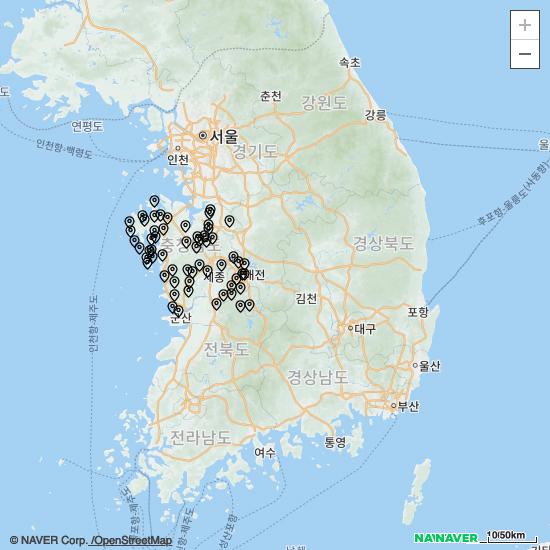 +
−
속초
춘천
강원도
강릉
도
연평도
서울
울
인천항-백령도
인천
경기도
후포항-울릉도(사동항)
충청
도
경상북도
세종
대전
김천
인천항-제주도
포항
군산
대구
전북도
울산
경상남도
부산
전라남도
통영
여수
© NAVER Corp. /OpenStreetMap
NAVER
10/50km